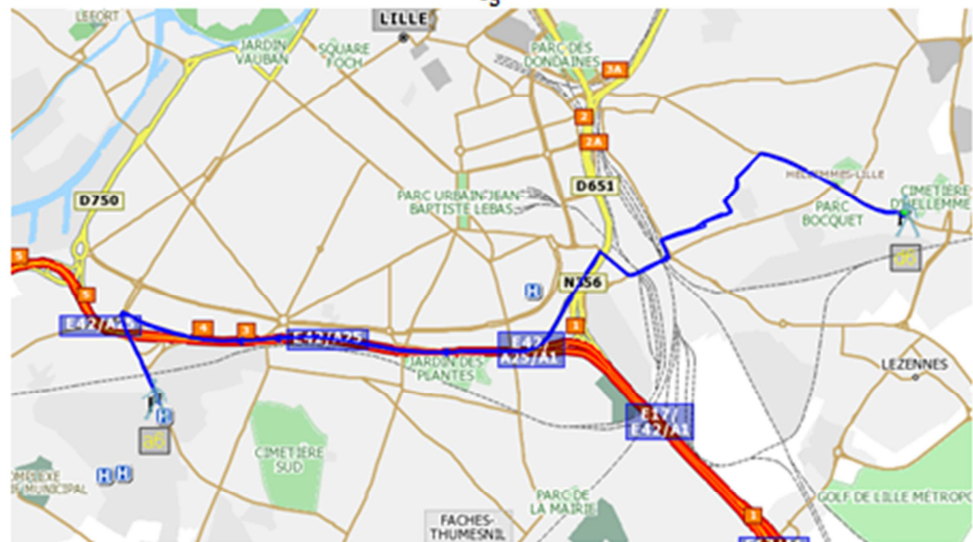 LILLE
JARDIN
VAUBAN
SQUARE
FOCH
PARC DES
DONDAINES
3A
2
2A
D750
PARC URBAIN JEAN
BAPTISTE LEBAS
D651
HELLEMMES-LILLE
PARC
BOCQUET
CIMETIÈRE
D'HELLEMME
a6
5
5
H
N356
E42/A25
4
3
E42/A25
1
E42
A25/A1
JARDIN DES
PLANTES
LEZENNES
H
a6
E17/
E42/A1
CIMETIÈRE
SUD
H H
MUNICIPAL
PARC DE
LA MAIRIE
GOLF DE LILLE MÉTROPO
1
FACHES-
THUMESNIL